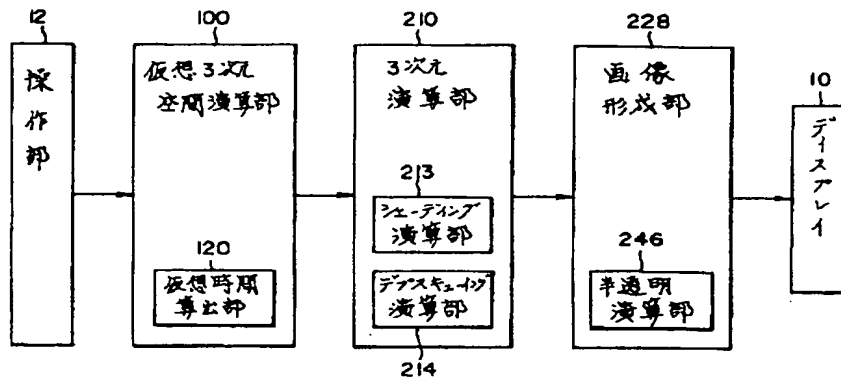 12
操作部
100
仮想3次元
空間演算部
120
仮想時間
算出部
210
3次元
演算部
213
シェーディング
演算部
デプスキューイング
演算部
214
228
画像
形成部
246
半透明
演算部
10
ディスプレイ